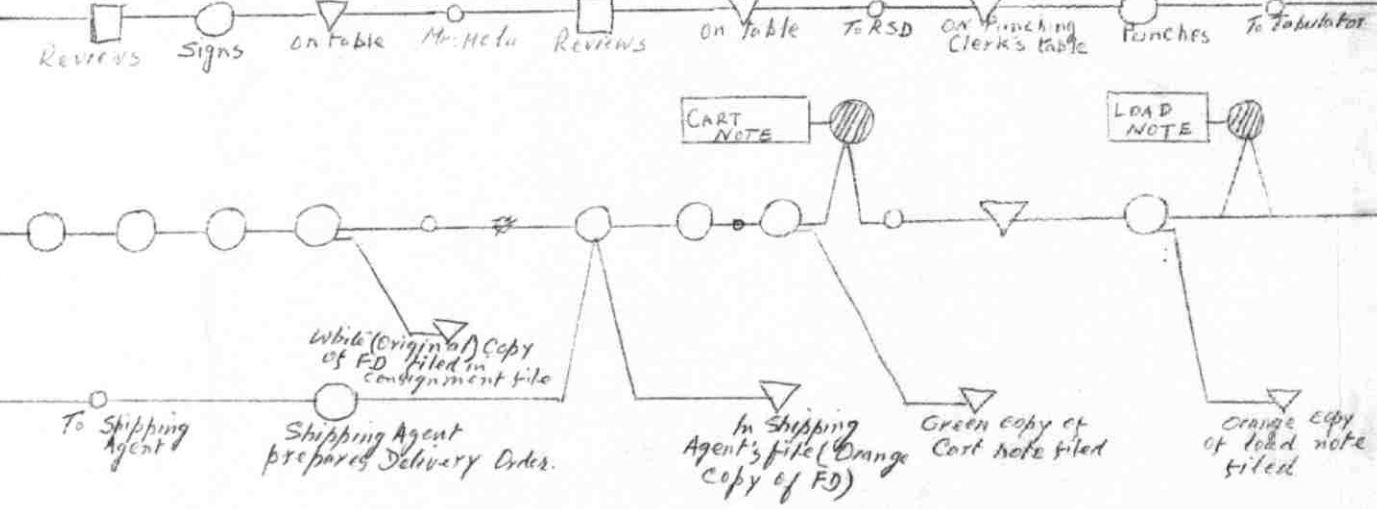 Reviews
Signs
on table
Reviews
on Table
To RSD
on Punching
Clerk's table
Punches
To Tabulator
CART
NOTE
LOAD
NOTE
White (Original) Copy
of FD filed in
consignment file
To Shipping
Agent
Shipping Agent
prepares Delivery Order.
In Shipping
Agent's file (Orange
Copy of FD)
Green copy of
Cart note filed
Orange copy
of load note
filed